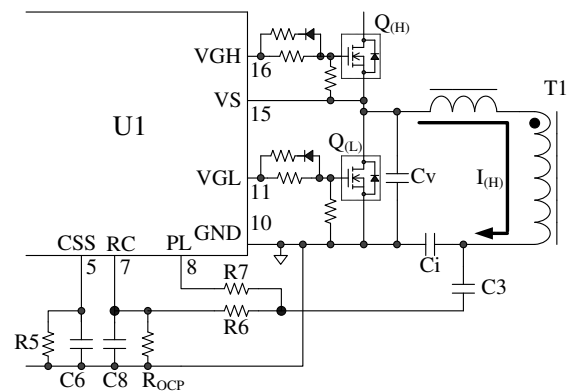 Q(H)
VGH
16
T1
VS
15
U1
Q(L)
I(H)
VGL
11
Cv
10
GND
CSS
RC
PL
5
7
8
Ci
R7
C3
R6
R5
C6
C8
ROCP